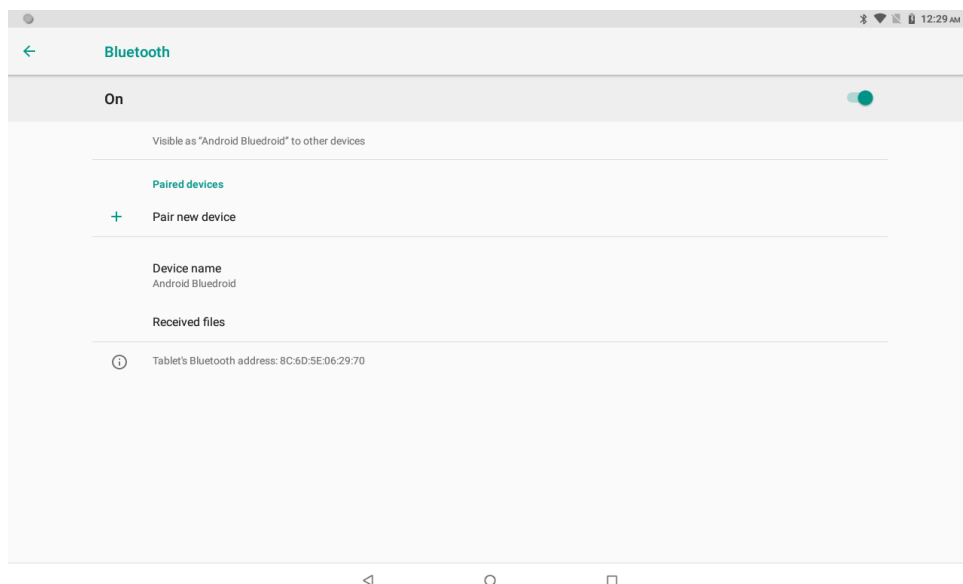 12:29 AM
Bluetooth
On
Visible as “Android Bluedroid” to other devices
Paired devices
Pair new device
Device name
Android Bluedroid
Received files
Tablet's Bluetooth address: 8C:6D:5E:06:29:70